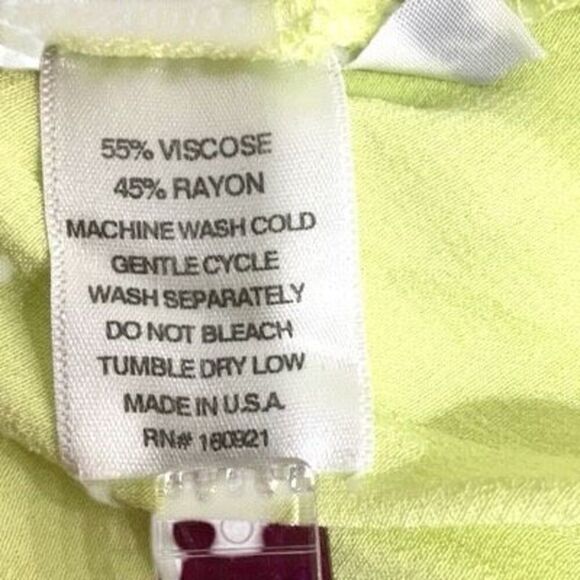 55% VISCOSE
45% RAYON
MACHINE WASH COLD
GENTLE CYCLE
WASH SEPARATELY
DO NOT BLEACH
TUMBLE DRY LOW
MADE IN U.S.A.
RN# 160921